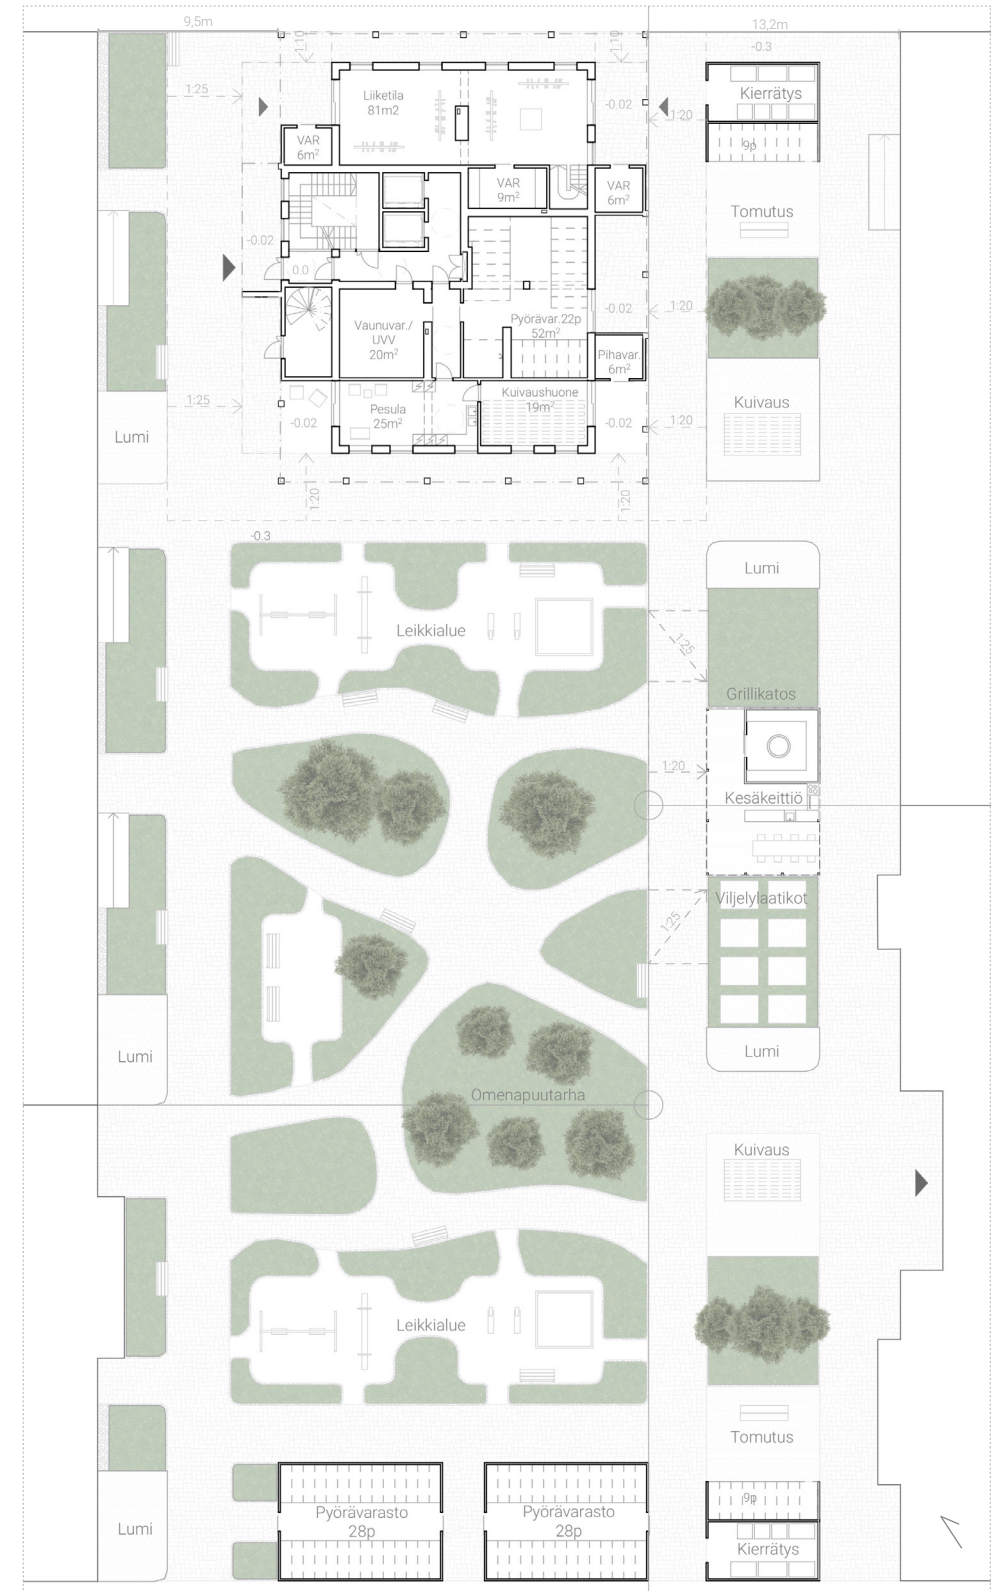 9,5m
13,2m
-0.3
1:10
1:10
Liiketila
81m2
Kierrätys
1:25
-0.02
1:20
VAR
6m²
9p
VAR
9m²
VAR
6m²
Tomutus
-0.02
0.0
-0.02
1:20
Vaunuvar./
UVV
20m²
Pyörävar.22p
52m²
Pihavar.
6m²
1:25
Kuivaushuone
19m²
Kuivaus
Pesula
25m²
-0.02
-0.02
1:20
Lumi
1:20
1:20
-0.3
Lumi
Leikkialue
1:25
Grillikatos
1:20
Kesäkeittiö
Viljelylaatikot
1:25
Lumi
Lumi
Omenapuutarha
Kuivaus
Leikkialue
Tomutus
9p
Pyörävarasto
28p
Pyörävarasto
28p
Lumi
Kierrätys